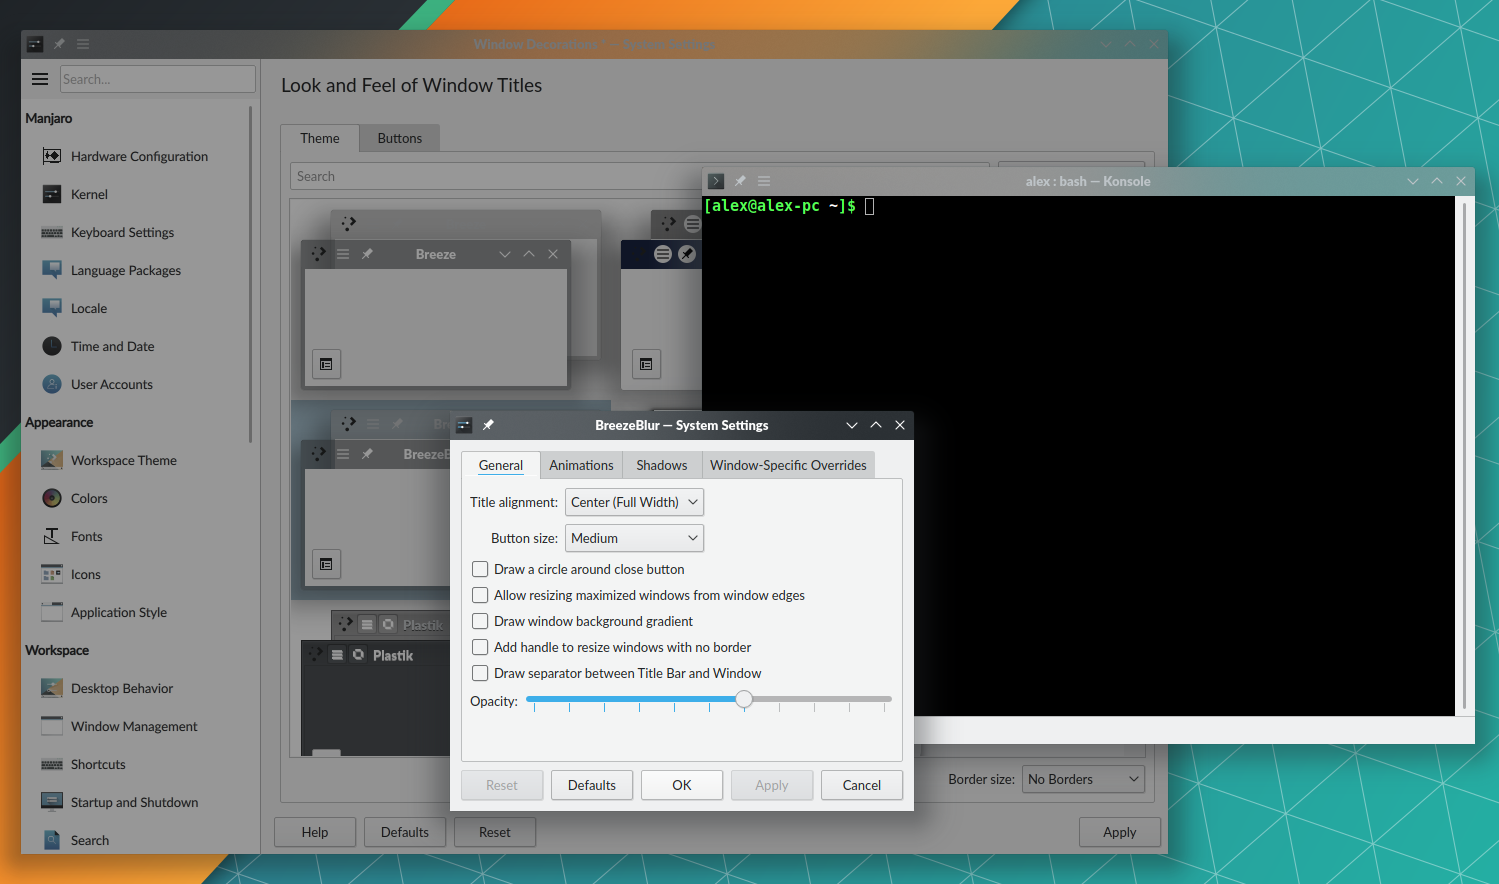 Window Decorations — System Settings
Search...
Look and Feel of Window Titles
Manjaro
Hardware Configuration
Kernel
Keyboard Settings
Language Packages
Locale
Time and Date
User Accounts
Appearance
Workspace Theme
Colors
Fonts
Icons
Application Style
Workspace
Desktop Behavior
Window Management
Shortcuts
Startup and Shutdown
Search
Theme
Buttons
Search
Breeze
Plastik
Plastik
Border size:
No Borders
Help
Defaults
Reset
Apply
alex : bash — Konsole
[alex@alex-pc ~]$
BreezeBlur — System Settings
General
Animations
Shadows
Window-Specific Overrides
Title alignment:
Center (Full Width)
Button size:
Medium
Draw a circle around close button
Allow resizing maximized windows from window edges
Draw window background gradient
Add handle to resize windows with no border
Draw separator between Title Bar and Window
Opacity:
Reset
Defaults
OK
Apply
Cancel